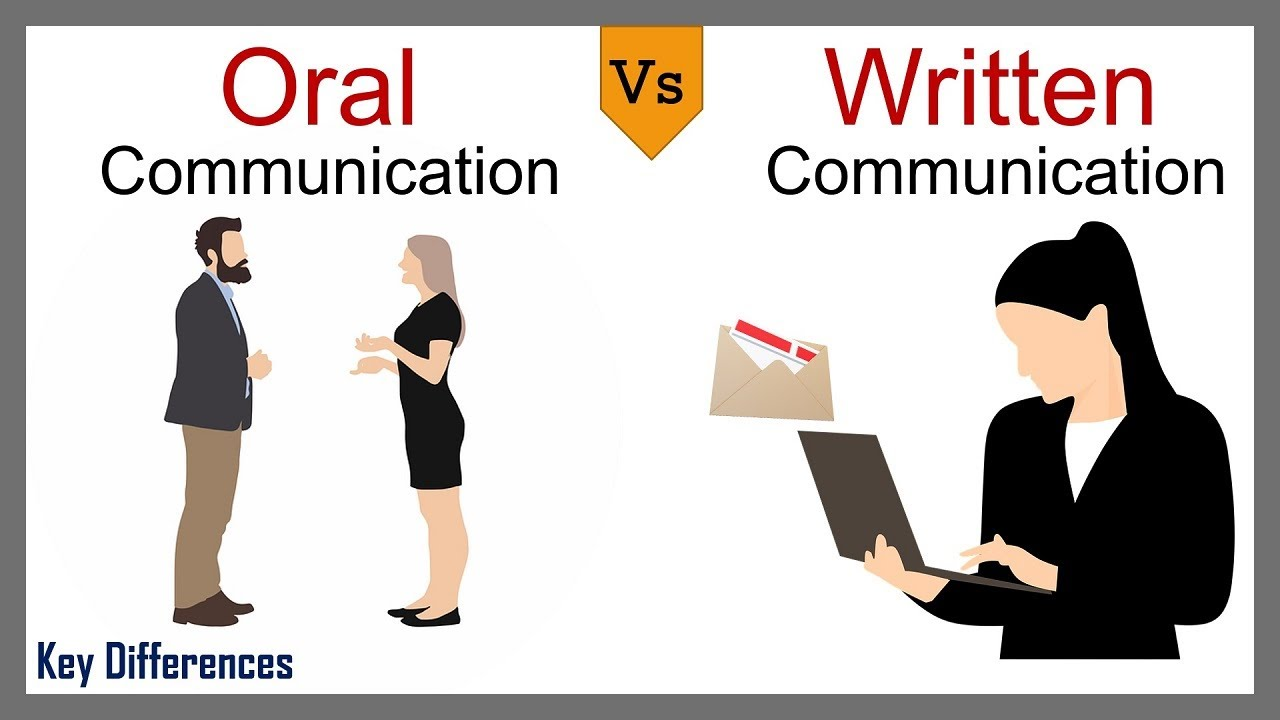 Oral
Communication
Vs
Written
Communication
Key Differences